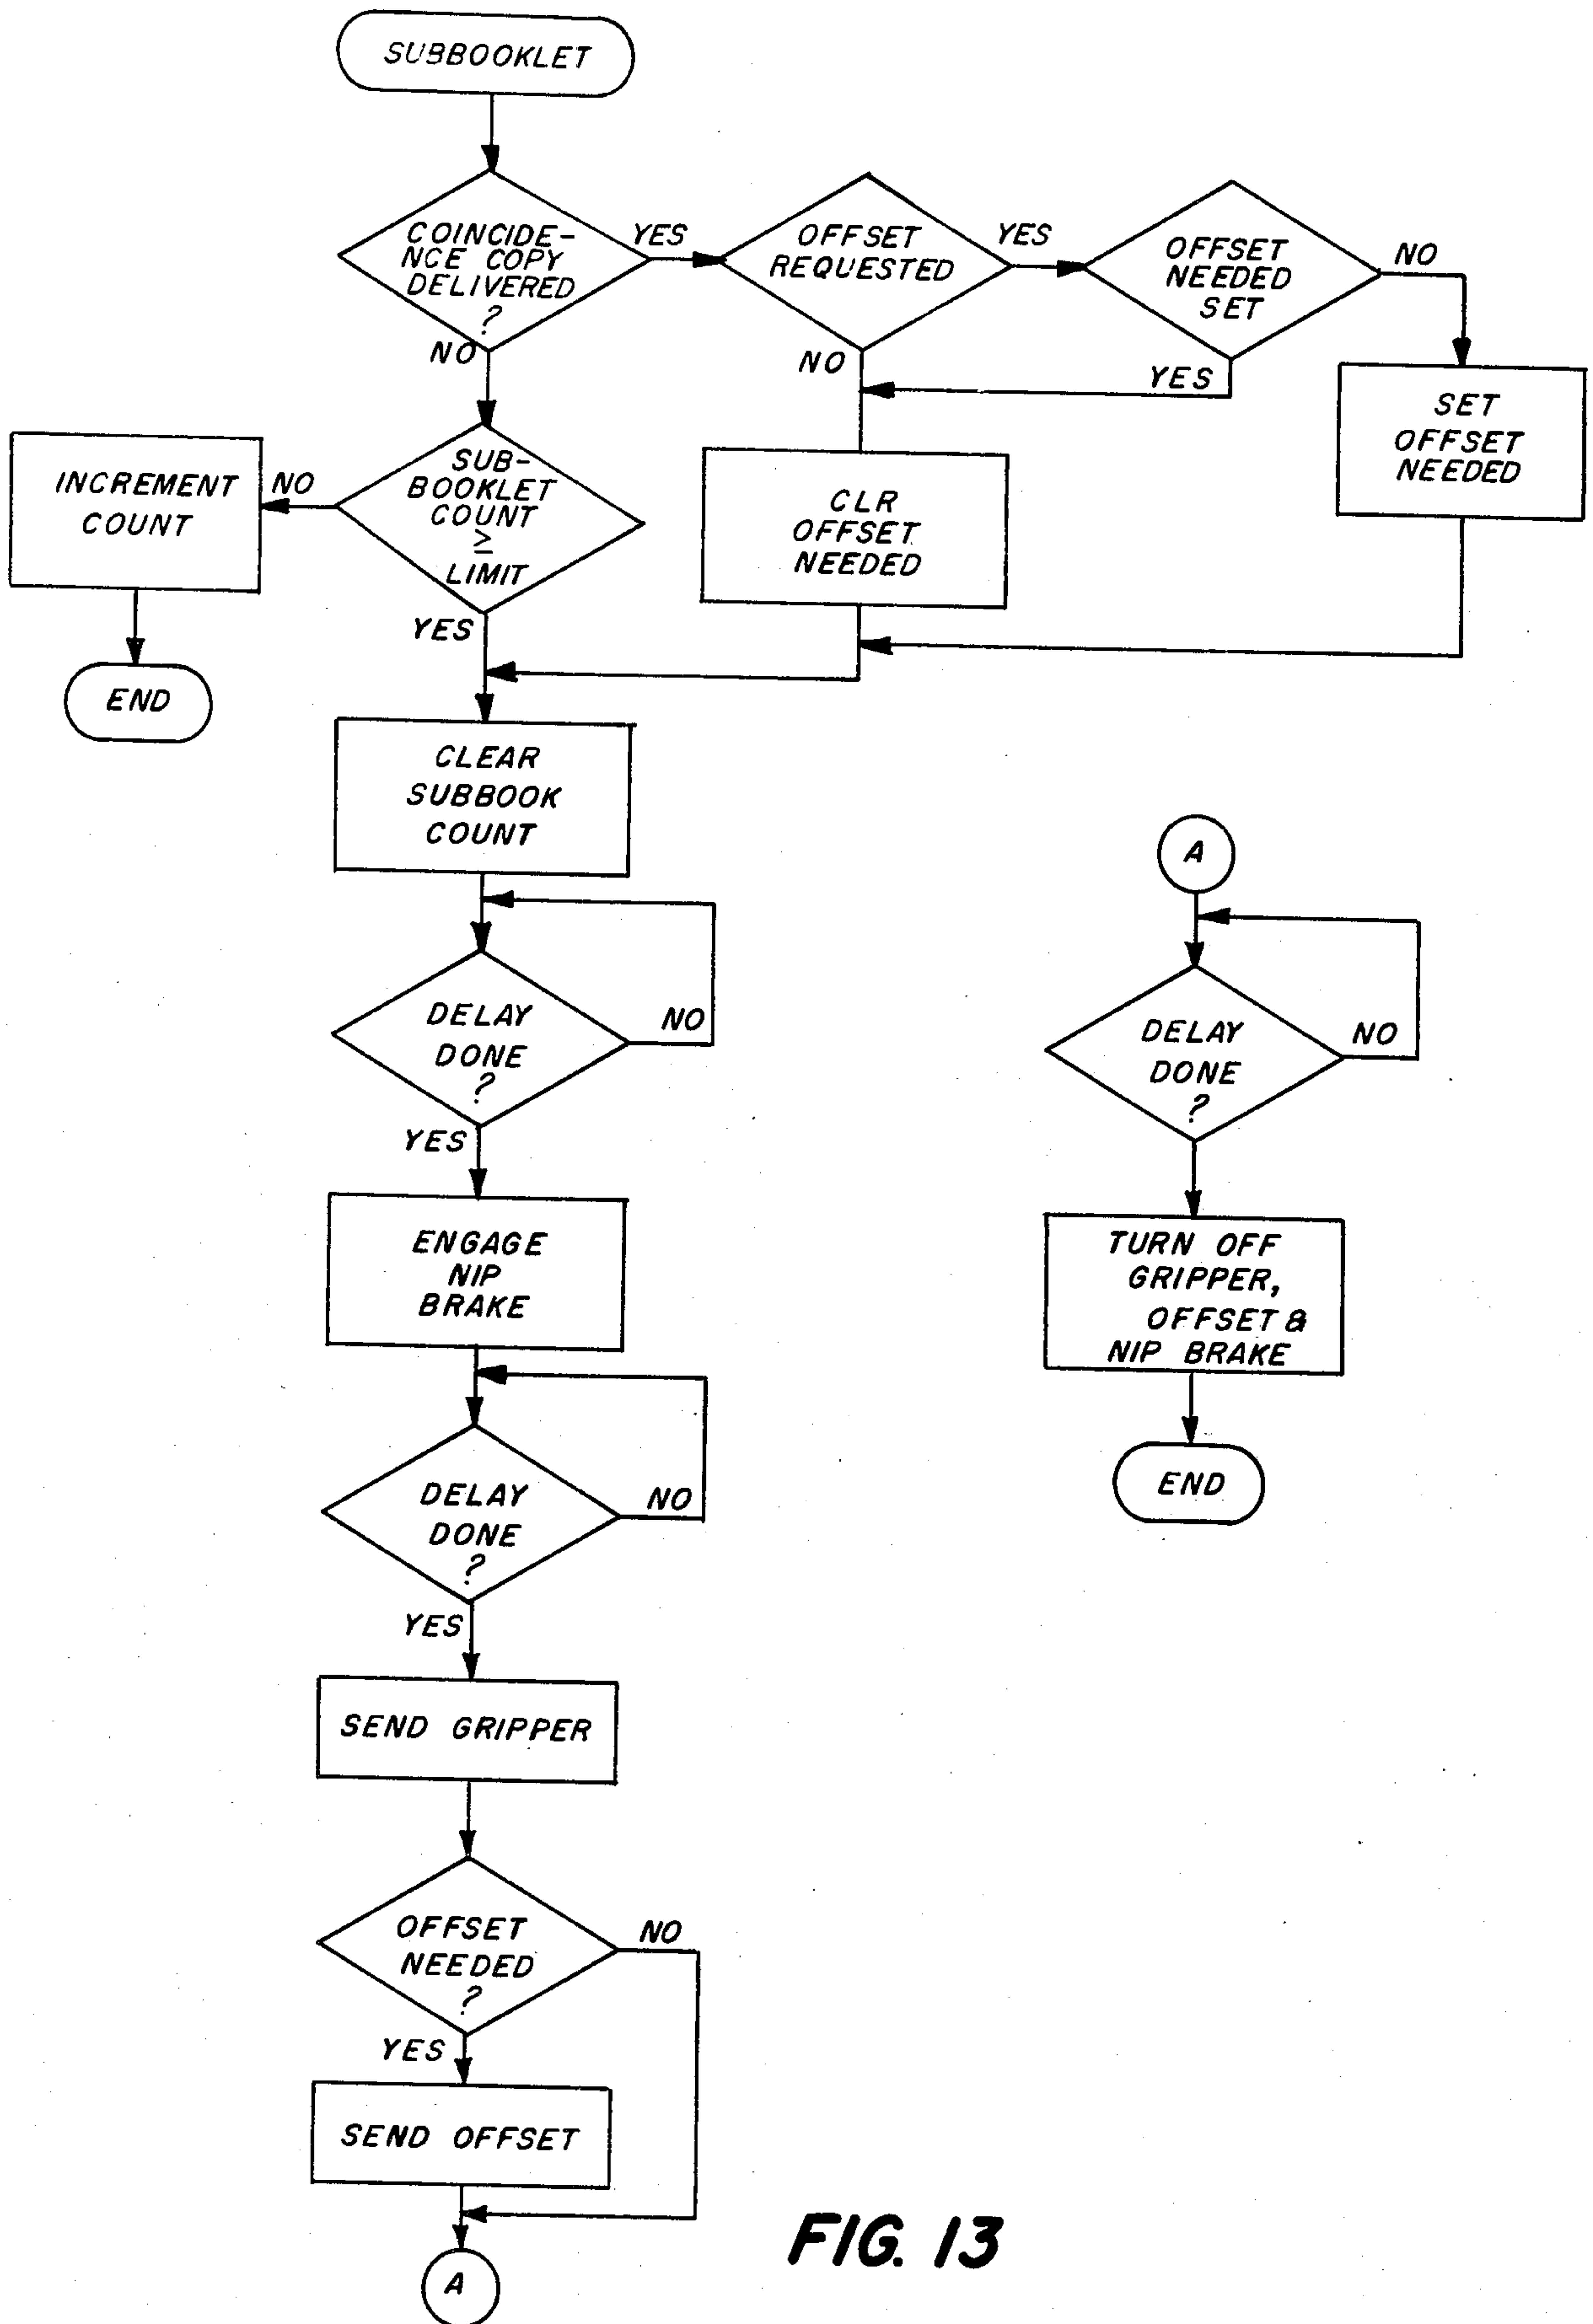 SUBBOOKLET
COINCIDE-
NCE COPY
DELIVERED
?
YES
OFFSET
REQUESTED
YES
OFFSET
NEEDED
SET
NO
NO
NO
YES
SET
OFFSET
NEEDED
INCREMENT
COUNT
NO
SUB-
BOOKLET
COUNT
≥
LIMIT
CLR
OFFSET
NEEDED
YES
END
CLEAR
SUBBOOK
COUNT
DELAY
DONE
?
NO
YES
ENGAGE
NIP
BRAKE
DELAY
DONE
?
NO
YES
SEND GRIPPER
OFFSET
NEEDED
?
NO
YES
SEND OFFSET
A
A
DELAY
DONE
?
NO
TURN OFF
GRIPPER,
OFFSET &
NIP BRAKE
END
FIG. 13